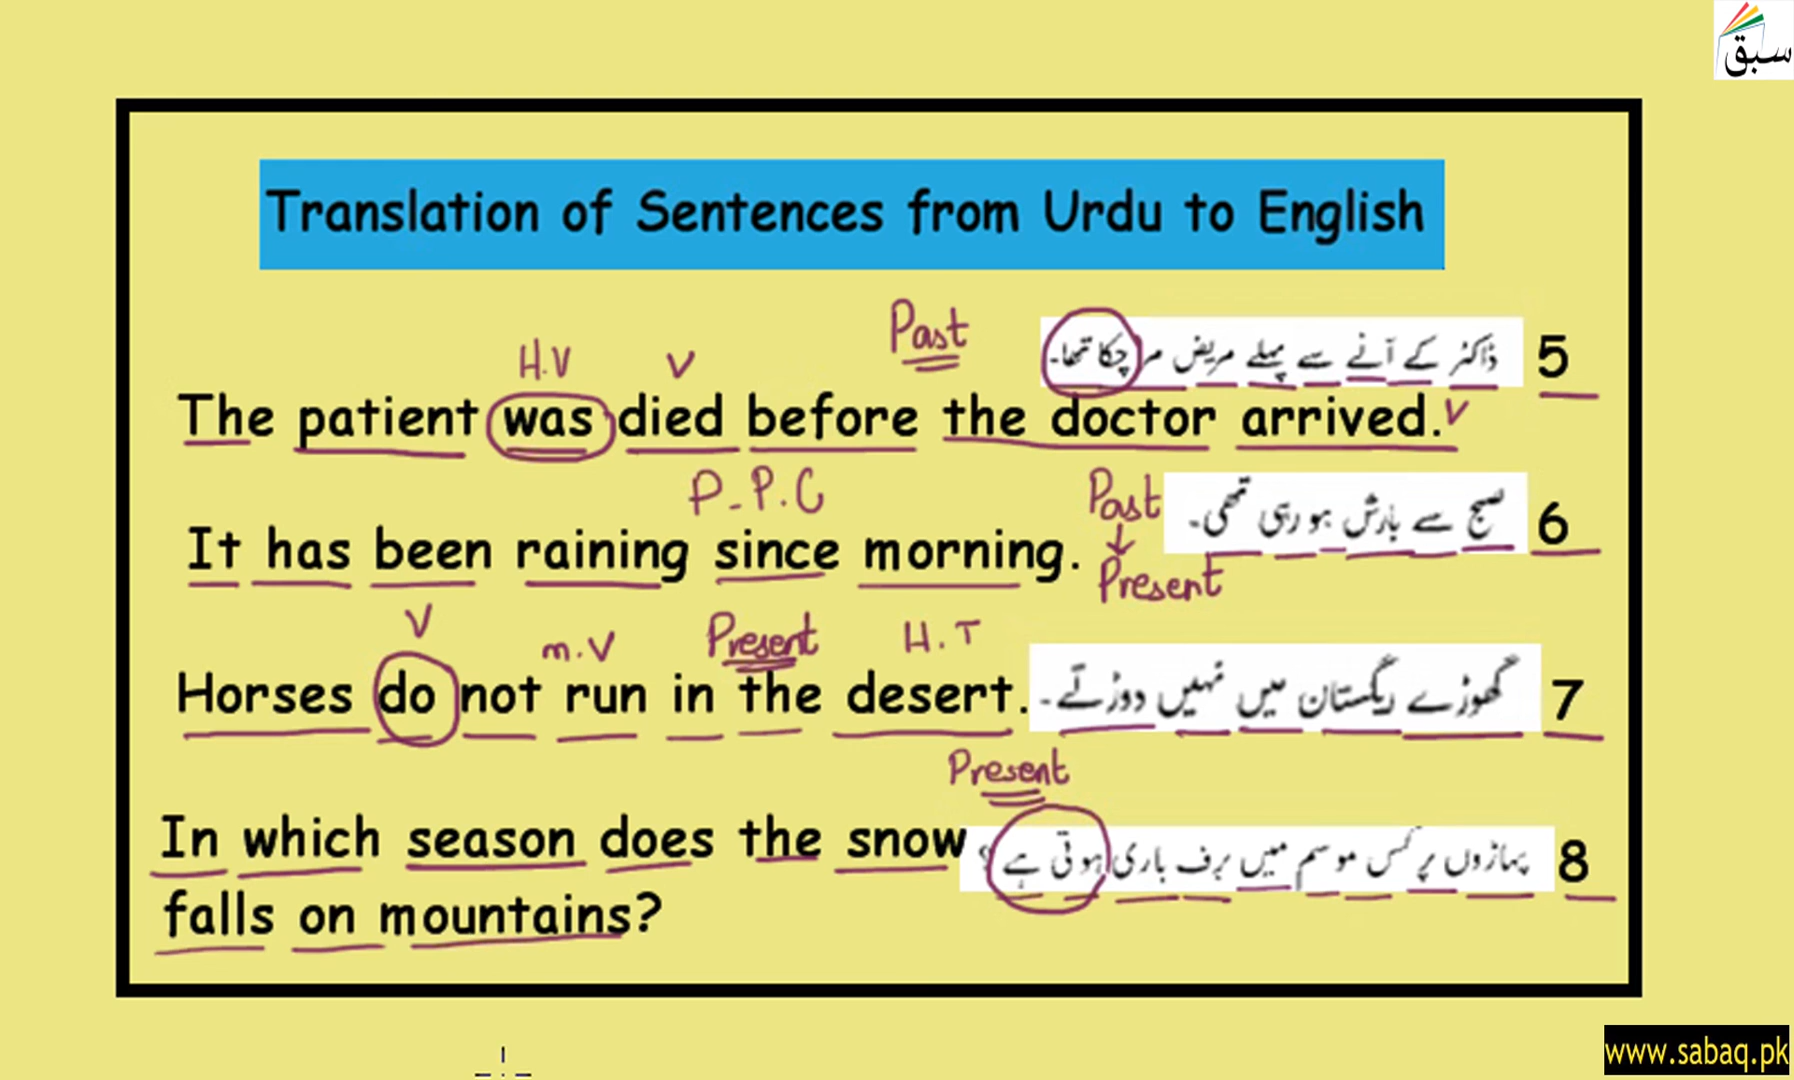 سبق
Translation of Sentences from Urdu to English
Past
ڈاکٹر کے آنے سے پہلے مریض مر چکا تھا۔ 5
H.V V
The patient was died before the doctor arrived. V
P.P.C
Past
صبح سے بارش ہو رہی تھی۔ 6
It has been raining since morning.
Present
V m.V Present H.T
Horses do not run in the desert.
گھوڑے ریگستان میں نہیں دوڑتے۔ 7
Present
In which season does the snow
پہاڑوں پر کس موسم میں برف باری ہوتی ہے؟ 8
falls on mountains?
www.sabaq.pk